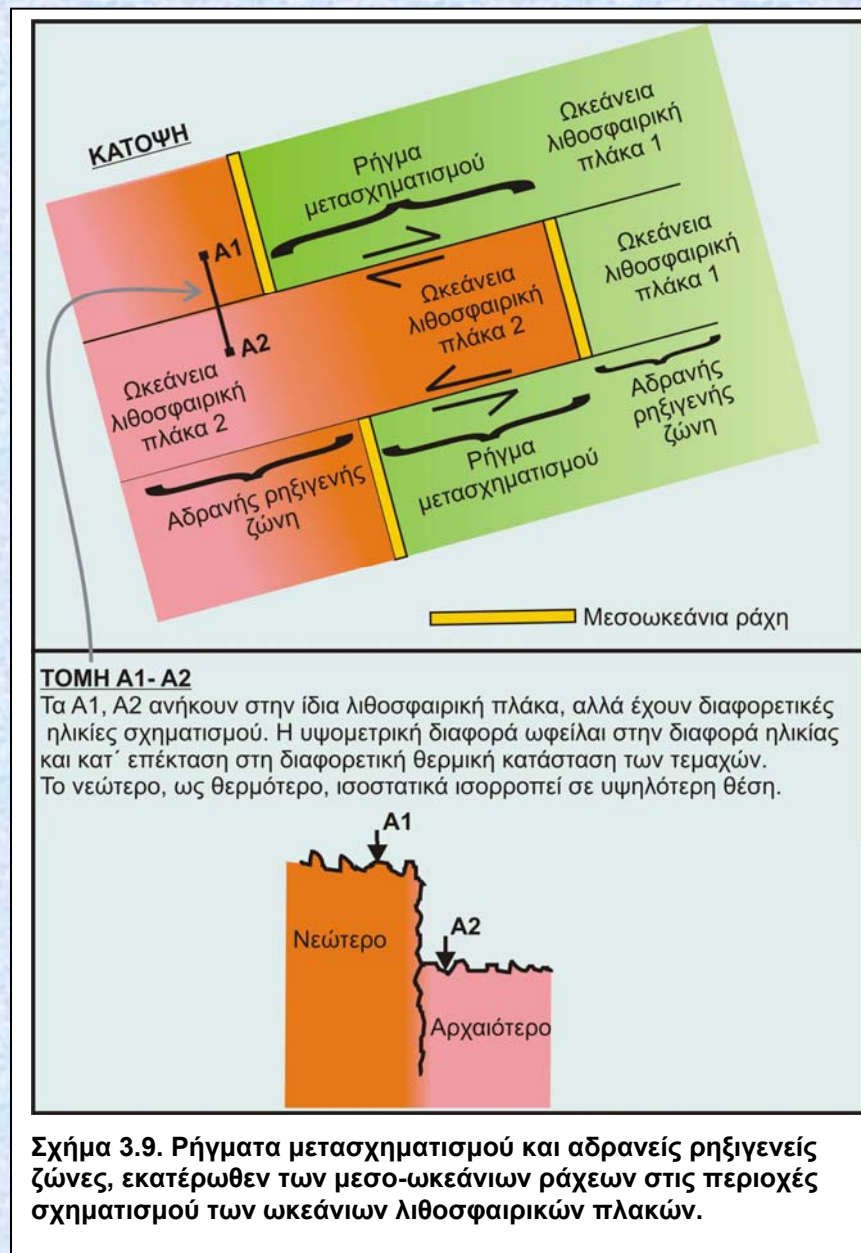 ΚΑΤΟΨΗ
Ωκεάνεια
λιθοσφαιρική
πλάκα 1
Ρήγμα
μετασχηματισμού
Α1
Α2
Ωκεάνεια
λιθοσφαιρική
πλάκα 1
Ωκεάνεια
λιθοσφαιρική
πλάκα 2
Ωκεάνεια
λιθοσφαιρική
πλάκα 2
Αδρανής
ρηξιγενής
ζώνη
Ρήγμα
μετασχηματισμού
Αδρανής ρηξιγενής
ζώνη
Μεσοωκεάνια ράχη
ΤΟΜΗ Α1- Α2
Τα Α1, Α2 ανήκουν στην ίδια λιθοσφαιρική πλάκα, αλλά έχουν διαφορετικές
ηλικίες σχηματισμού. Η υψομετρική διαφορά ωφείλαι στην διαφορά ηλικίας
και κατ΄ επέκταση στη διαφορετική θερμική κατάσταση των τεμαχών.
Το νεώτερο, ως θερμότερο, ισοστατικά ισορροπεί σε υψηλότερη θέση.
Α1
Α2
Νεώτερο
Αρχαιότερο
Σχήμα 3.9. Ρήγματα μετασχηματισμού και αδρανείς ρηξιγενείς
ζώνες, εκατέρωθεν των μεσο-ωκεάνιων ράχεων στις περιοχές
σχηματισμού των ωκεάνιων λιθοσφαιρικών πλακών.